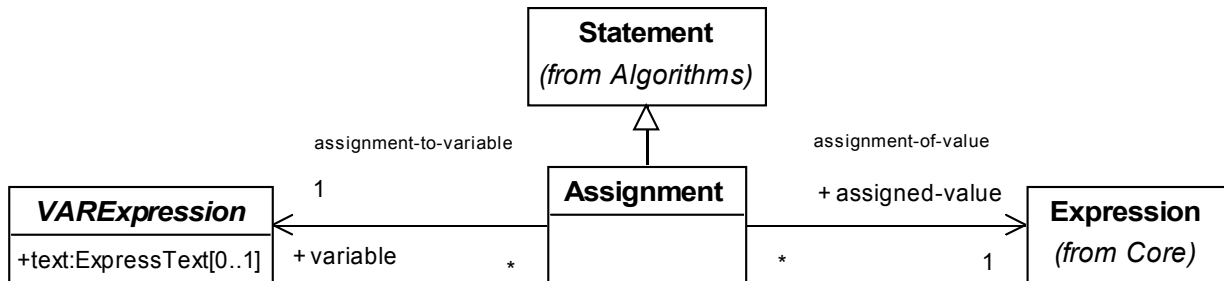 Statement
(from Algorithms)
assignment-to-variable
assignment-of-value
1
Assignment
+ assigned-value
VARExpression
Expression
+text:ExpressText[0..1]
+ variable
*
*
1
(from Core)